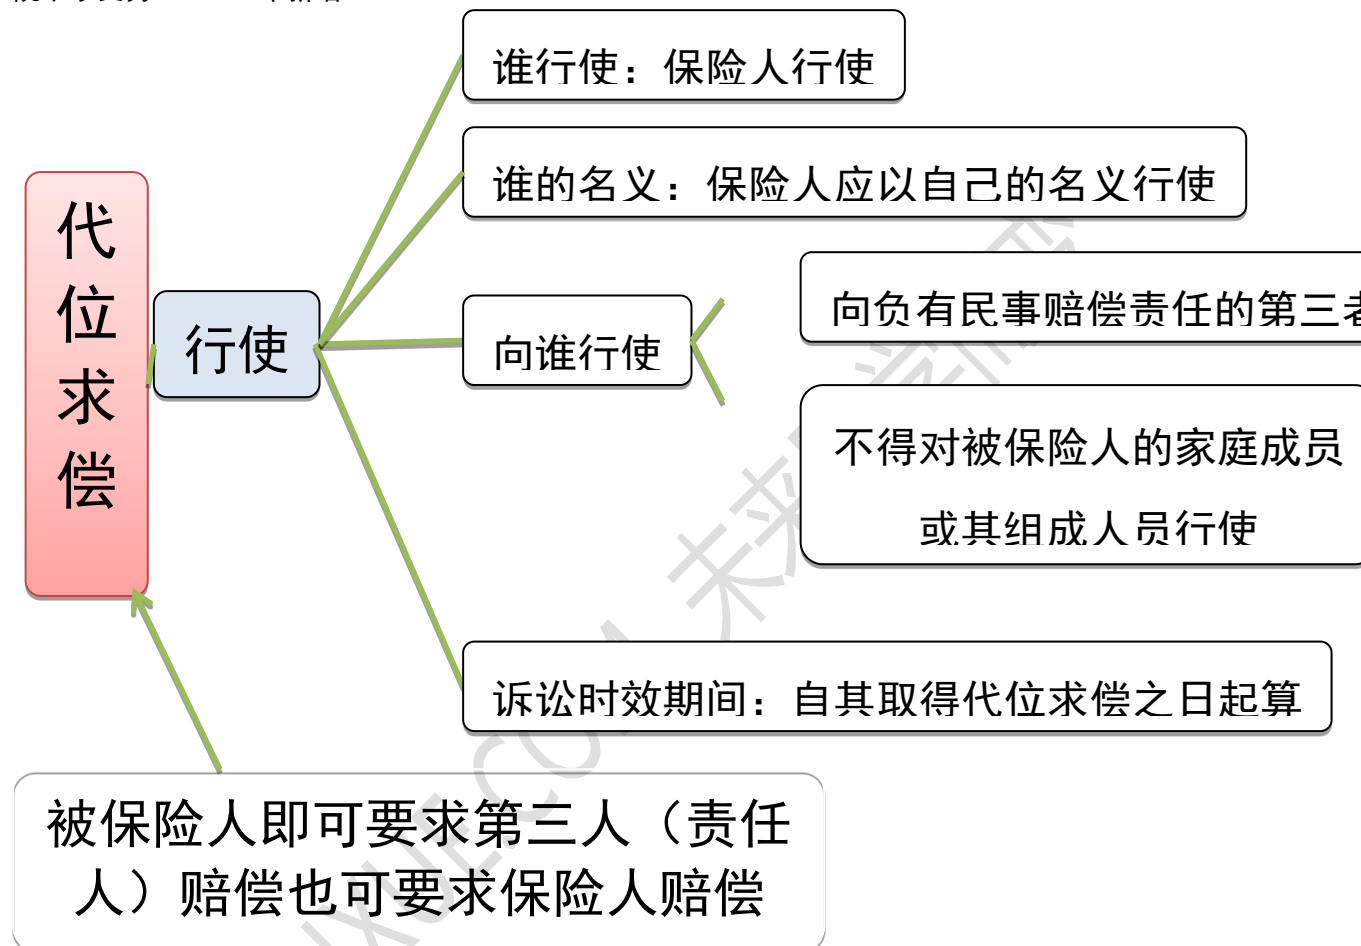 谁行使：保险人行使
谁的名义：保险人应以自己的名义行使
代
位
求
偿
行使
向谁行使
向负有民事赔偿责任的第三者
不得对被保险人的家庭成员
或其组成人员行使
诉讼时效期间：自其取得代位求偿之日起算
被保险人即可要求第三人（责任
人）赔偿也可要求保险人赔偿